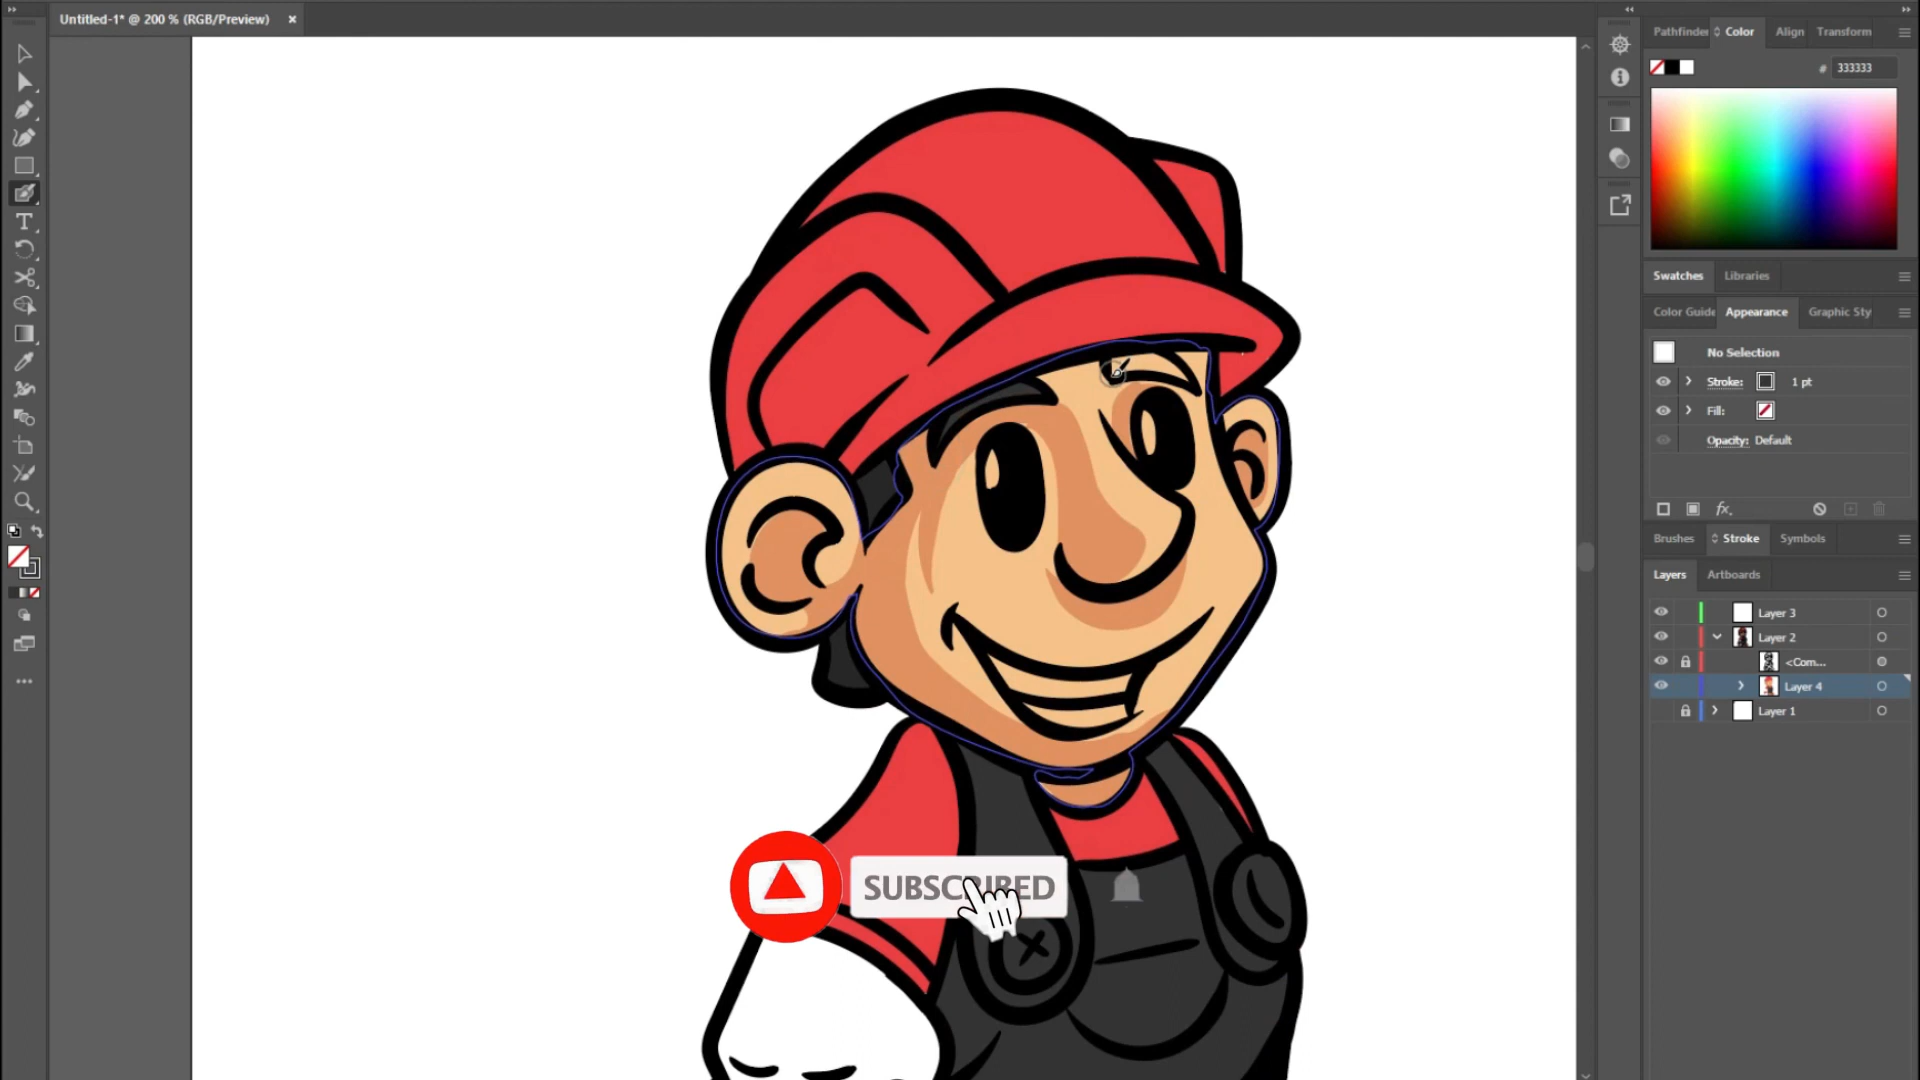 Untitled-1* @ 200 % (RGB/Preview) ×
Pathfinder Color Align Transform
# 333333
Swatches Libraries
Color Guide Appearance Graphic Sty
No Selection
Stroke: 1 pt
Fill:
Opacity: Default
fx.
Brushes Stroke Symbols
Layers Artboards
Layer 3
Layer 2
<Com...
Layer 4
Layer 1
SUBSCRIBED